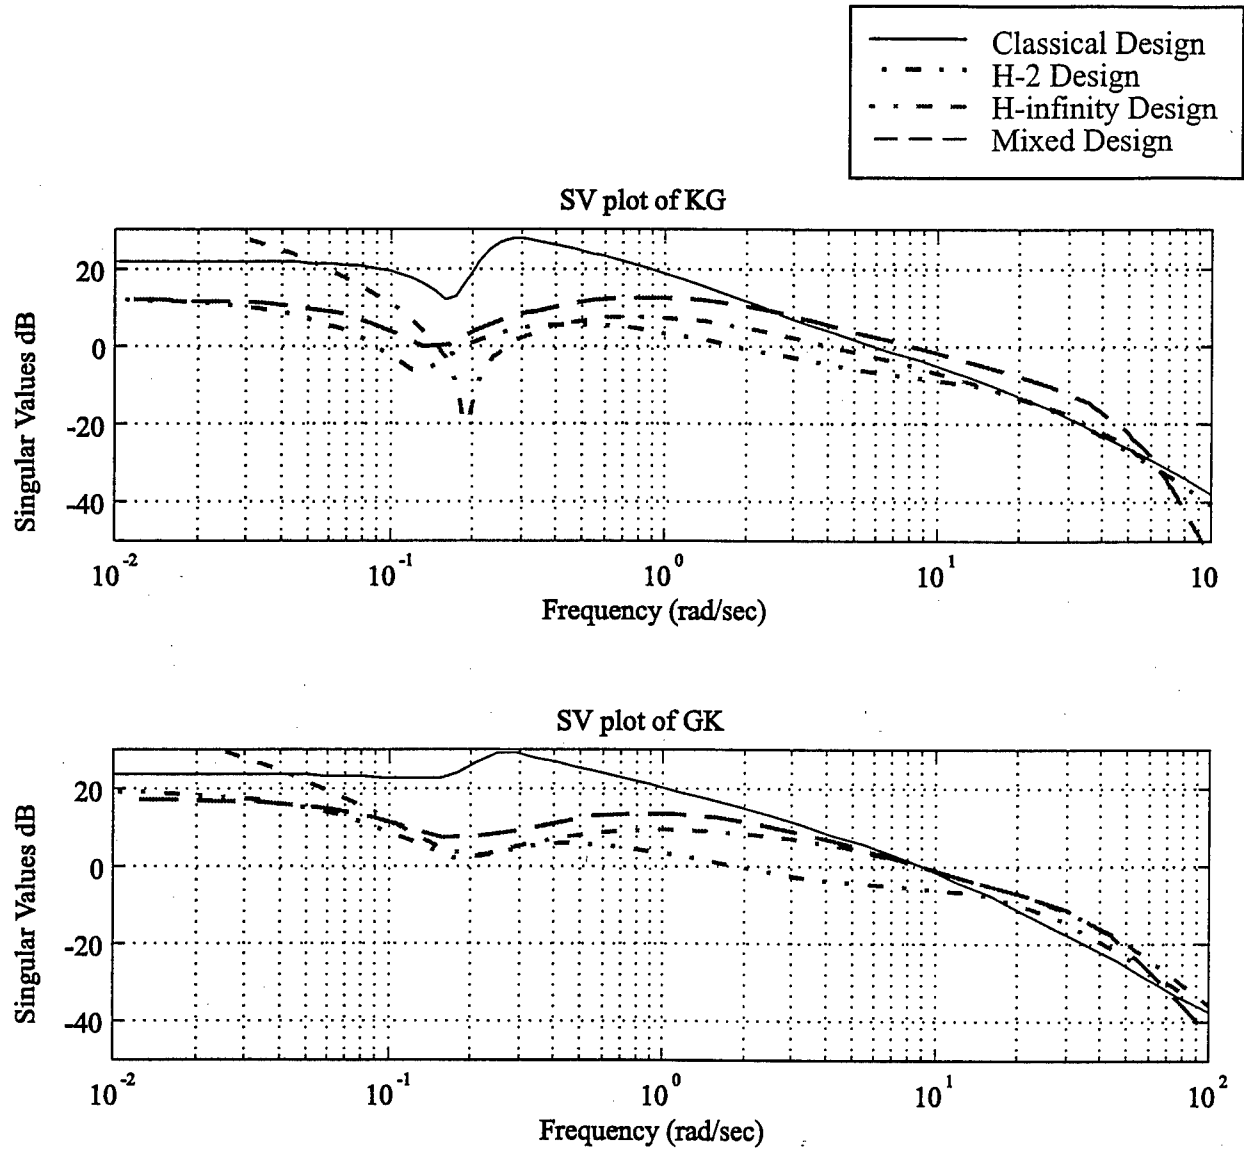 Classical Design
H-2 Design
H-infinity Design
Mixed Design
SV plot of KG
Singular Values dB
20
0
-20
-40
10^-2
10^-1
10^0
10^1
10
Frequency (rad/sec)
SV plot of GK
Singular Values dB
20
0
-20
-40
10^-2
10^-1
10^0
10^1
10^2
Frequency (rad/sec)